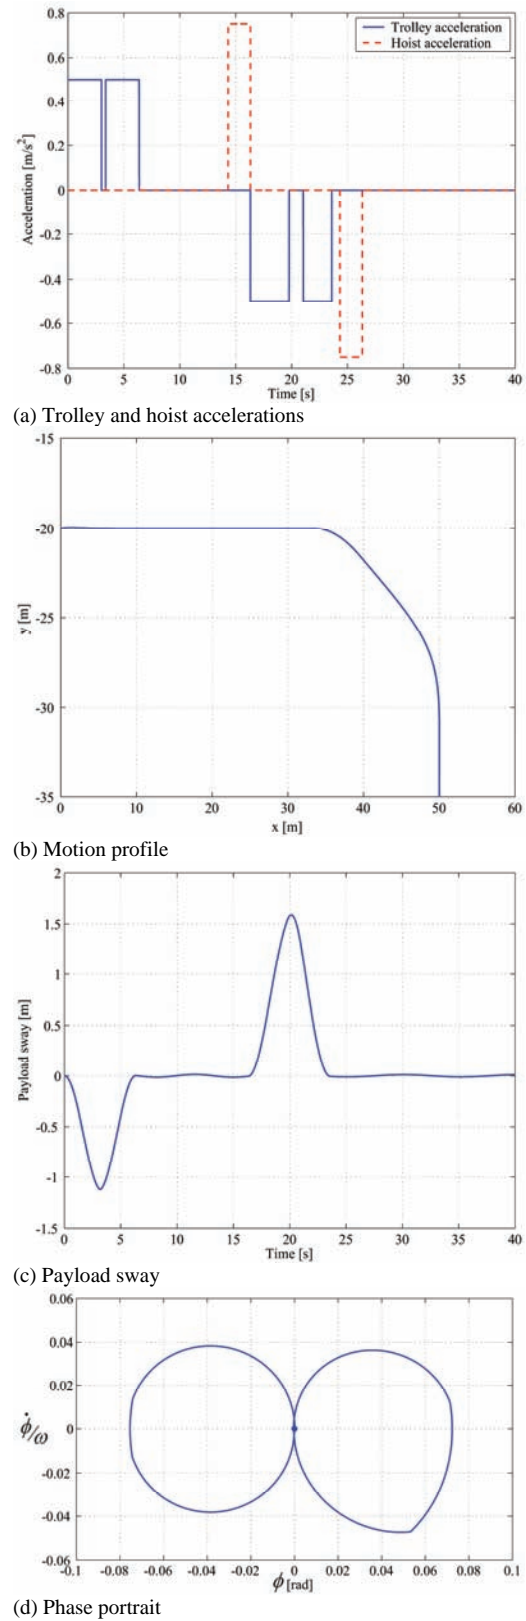 0.8
Trolley acceleration
Hoist acceleration
0.6
0.4
0.2
0
-0.2
-0.4
-0.6
-0.8
Acceleration [m/s²]
0 5 10 15 20 25 30 35 40
Time [s]
(a) Trolley and hoist accelerations
-15
-20
-25
-30
-35
y [m]
0 10 20 30 40 50 60
x [m]
(b) Motion profile
2
1.5
1
0.5
0
-0.5
-1
-1.5
Payload sway [m]
0 5 10 15 20 25 30 35 40
Time [s]
(c) Payload sway
0.06
0.04
0.02
0
-0.02
-0.04
-0.06
ϕ̇/ω
-0.1 -0.08 -0.06 -0.04 -0.02 0 0.02 0.04 0.06 0.08 0.1
ϕ [rad]
(d) Phase portrait